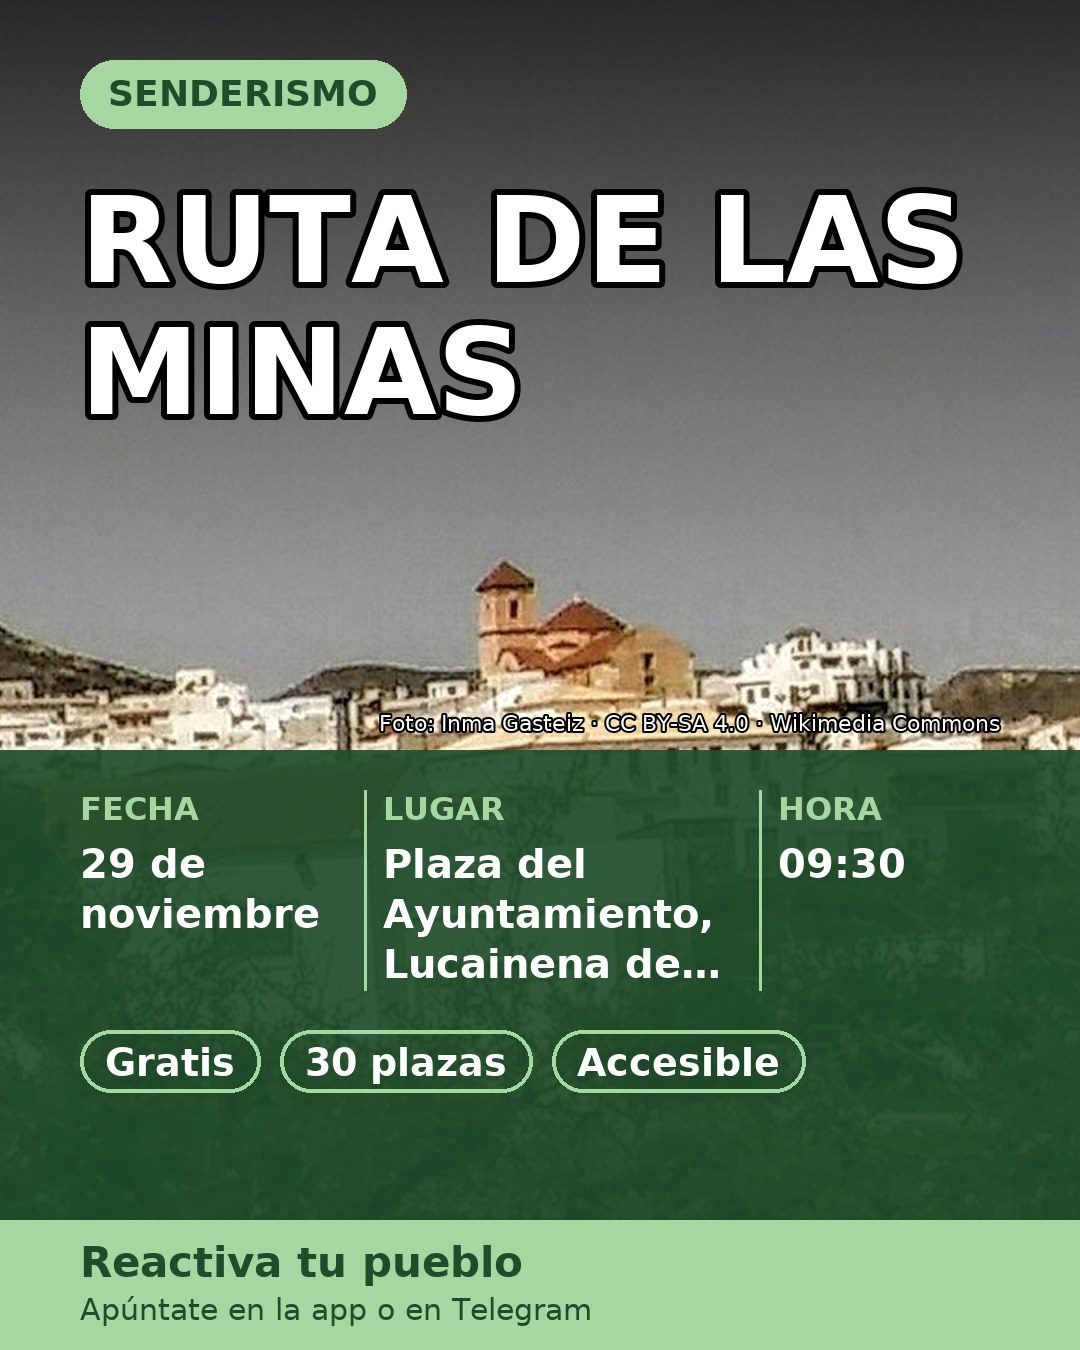 SENDERISMO
RUTA DE LAS
MINAS
Foto: Inma Gasteiz · CC BY-SA 4.0 · Wikimedia Commons
FECHA
29 de
noviembre
LUGAR
Plaza del
Ayuntamiento,
Lucainena de…
HORA
09:30
Gratis
30 plazas
Accesible
Reactiva tu pueblo
Apúntate en la app o en Telegram